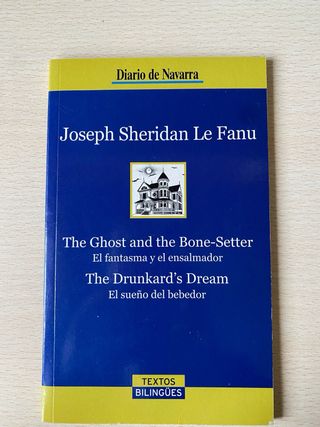 Diario de Navarra
Joseph Sheridan Le Fanu
The Ghost and the Bone-Setter
El fantasma y el ensalmador
The Drunkard's Dream
El sueño del bebedor
TEXTOS
BILINGÜES